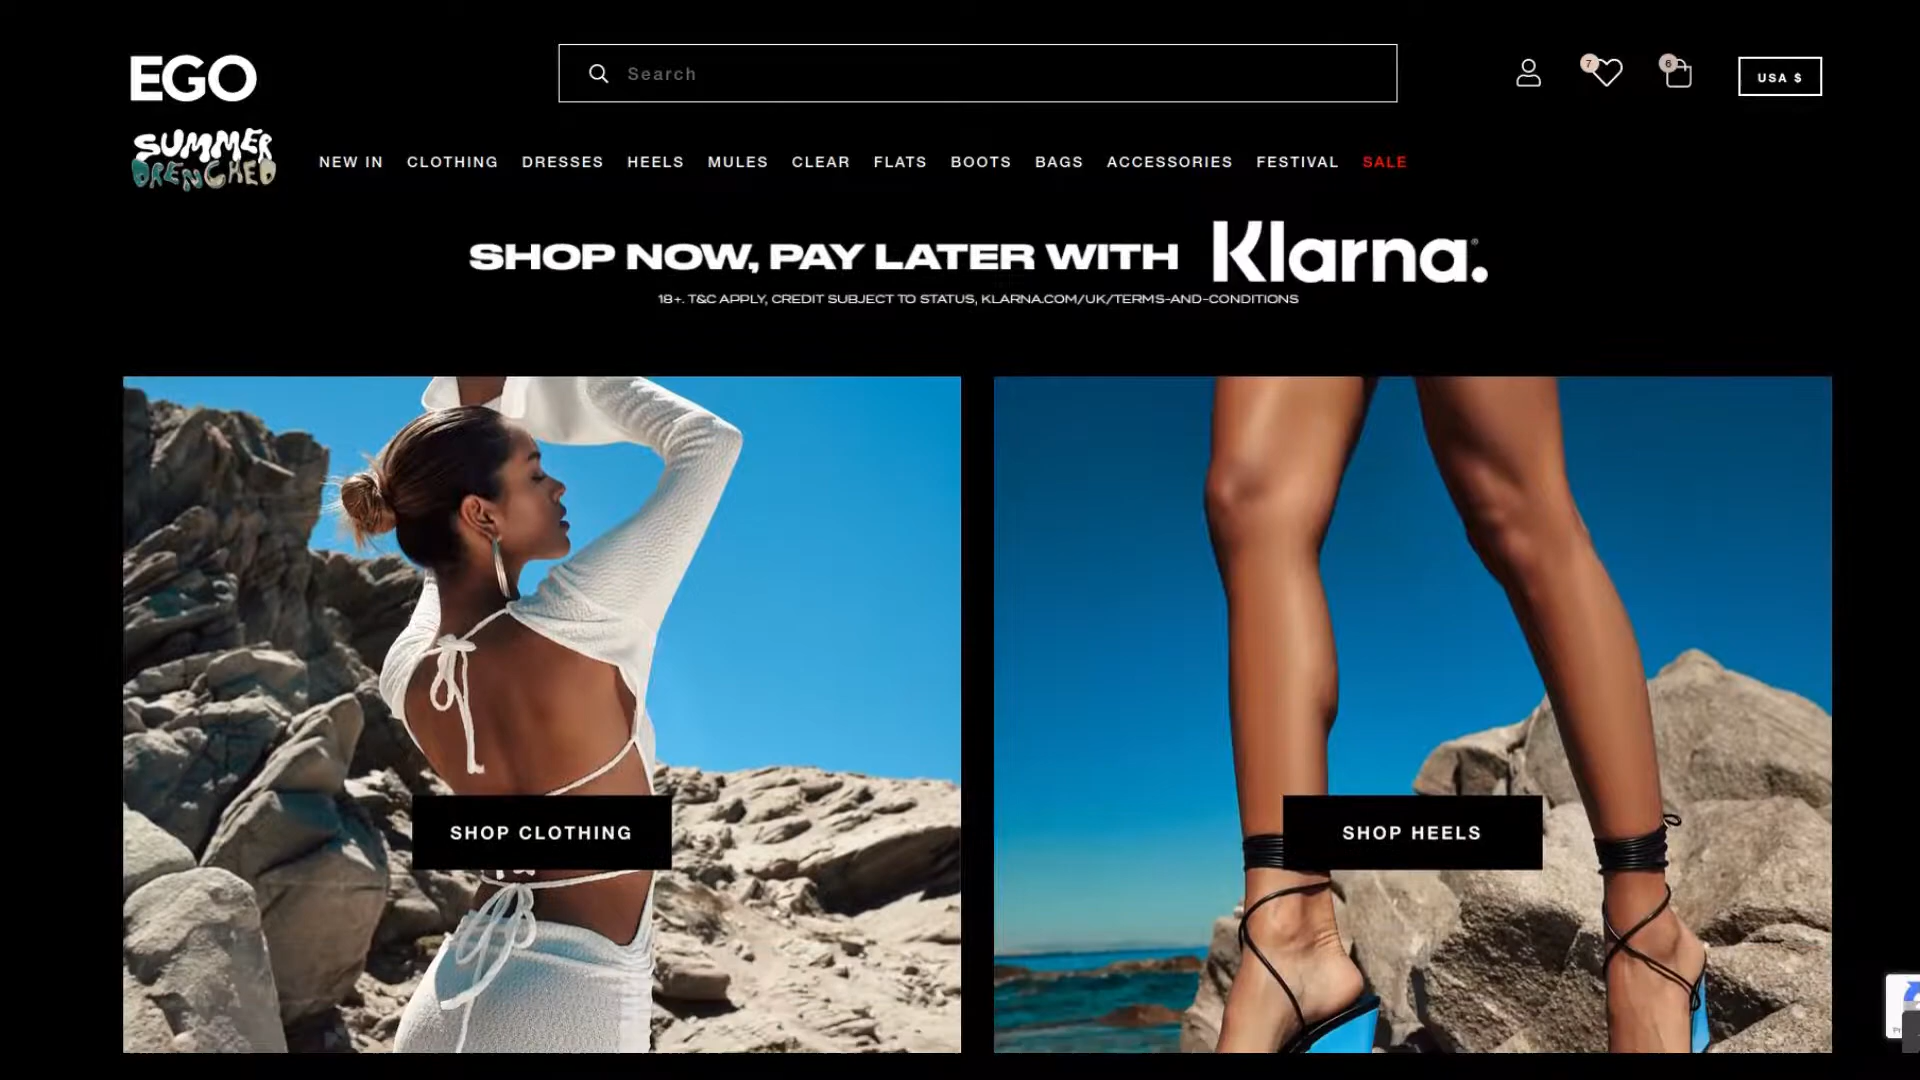 EGO
Search
7
6
USA $
SUMMER
DRENCHED
NEW IN CLOTHING DRESSES HEELS MULES CLEAR FLATS BOOTS BAGS ACCESSORIES FESTIVAL SALE
SHOP NOW, PAY LATER WITH Klarna.
18+. T&C APPLY, CREDIT SUBJECT TO STATUS, KLARNA.COM/UK/TERMS-AND-CONDITIONS
SHOP CLOTHING
SHOP HEELS